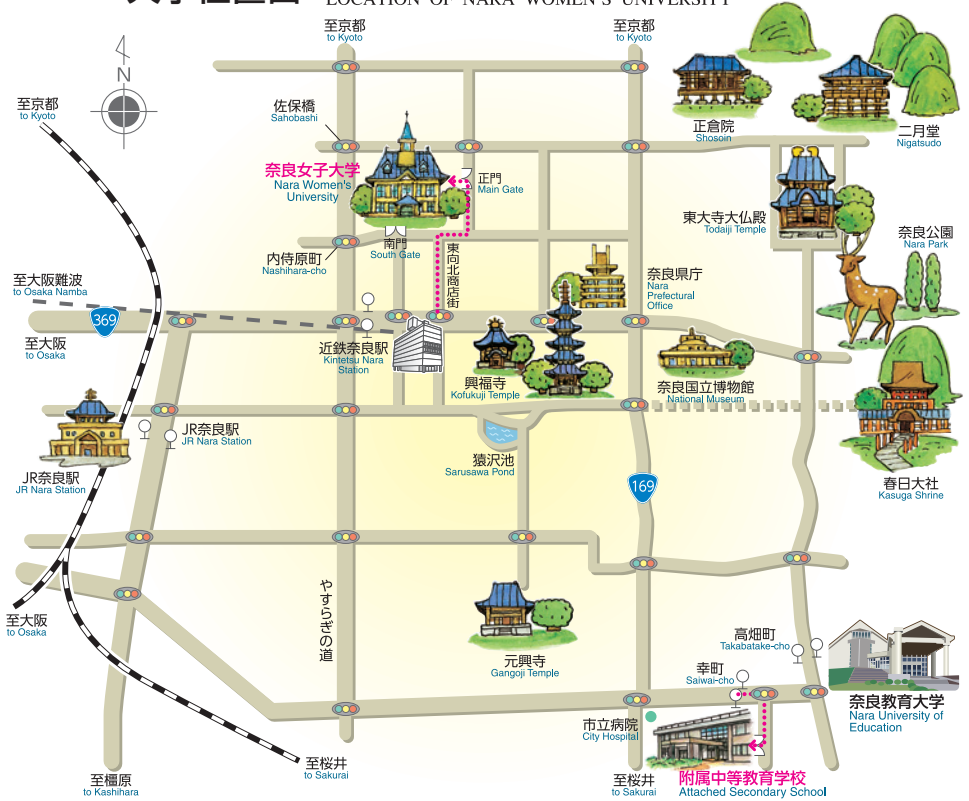 LOCATION OF NARA WOMEN'S UNIVERSITY
至京都
to Kyoto
至京都
to Kyoto
N
至京都
to Kyoto
佐保橋
Sahobashi
正倉院
Shosoin
二月堂
Nigatsudo
奈良女子大学
Nara Women's
University
正門
Main Gate
東大寺大仏殿
Todaiji Temple
奈良公園
Nara Park
内侍原町
Nashihara-cho
南門
South Gate
東向北商店街
奈良県庁
Nara
Prefectural
Office
至大阪難波
to Osaka Namba
369
至大阪
to Osaka
近鉄奈良駅
Kintetsu Nara
Station
興福寺
Kofukuji Temple
奈良国立博物館
National Museum
JR奈良駅
JR Nara Station
JR奈良駅
JR Nara Station
猿沢池
Sarusawa Pond
169
春日大社
Kasuga Shrine
至大阪
to Osaka
やすらぎの道
元興寺
Gangoji Temple
高畑町
Takabatake-cho
幸町
Saiwai-cho
奈良教育大学
Nara University of
Education
市立病院
City Hospital
至橿原
to Kashihara
至桜井
to Sakurai
至桜井
to Sakurai
附属中等教育学校
Attached Secondary School